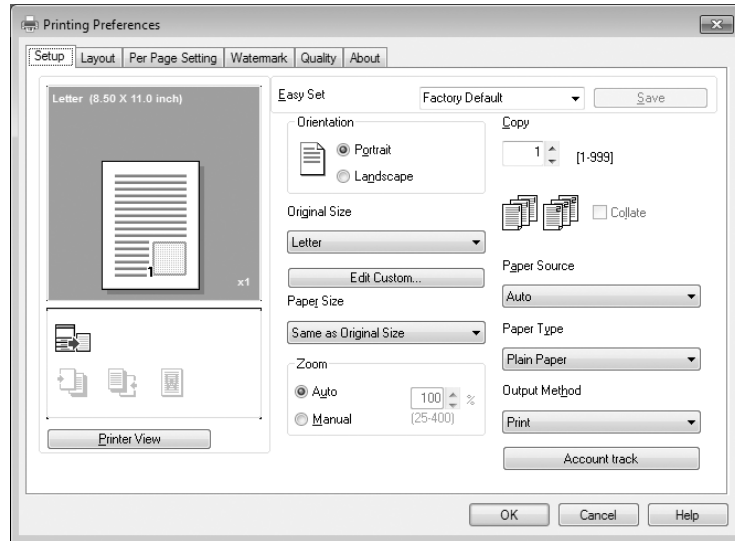 Printing Preferences
Setup
Layout
Per Page Setting
Watermark
Quality
About
Letter (8.50 X 11.0 inch)
1
x1
Printer View
Easy Set
Factory Default
Save
Orientation
Portrait
Landscape
Original Size
Letter
Edit Custom...
Paper Size
Same as Original Size
Zoom
Auto
100
%
Manual
(25-400)
Copy
1
[1-999]
Collate
Paper Source
Auto
Paper Type
Plain Paper
Output Method
Print
Account track
OK
Cancel
Help